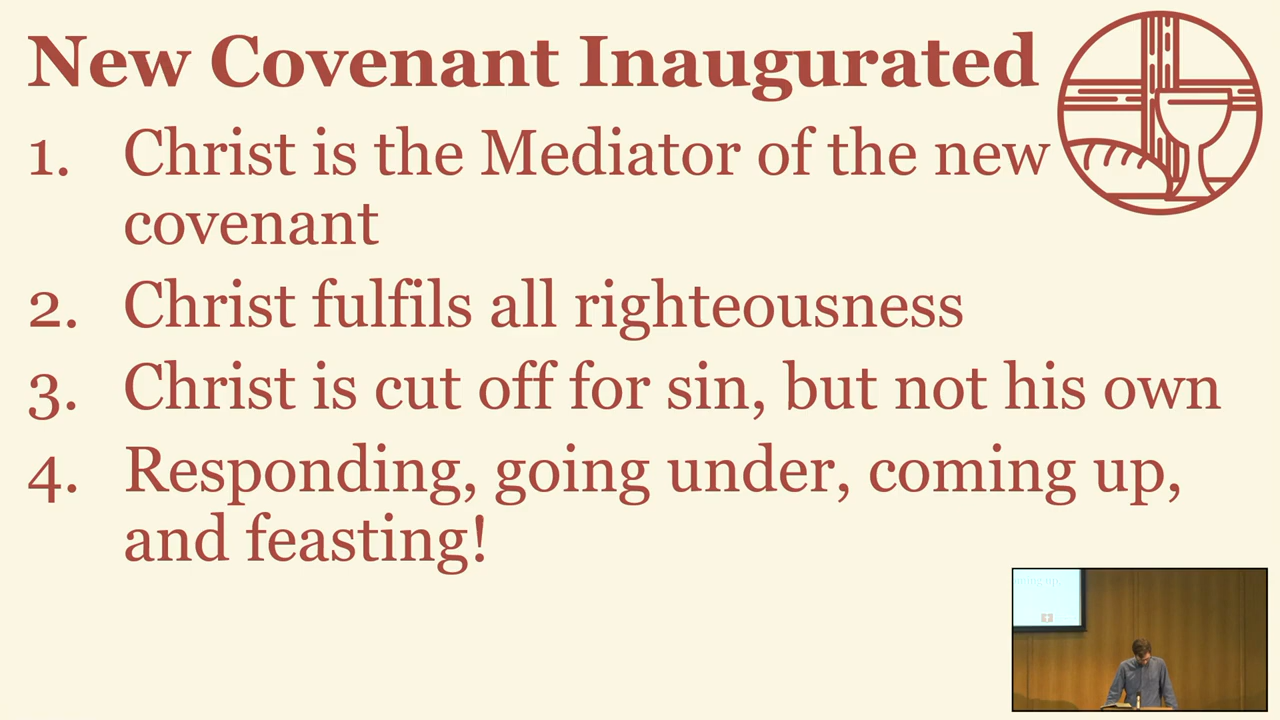 New Covenant Inaugurated
1. Christ is the Mediator of the new
covenant
2. Christ fulfils all righteousness
3. Christ is cut off for sin, but not his own
4. Responding, going under, coming up,
and feasting!